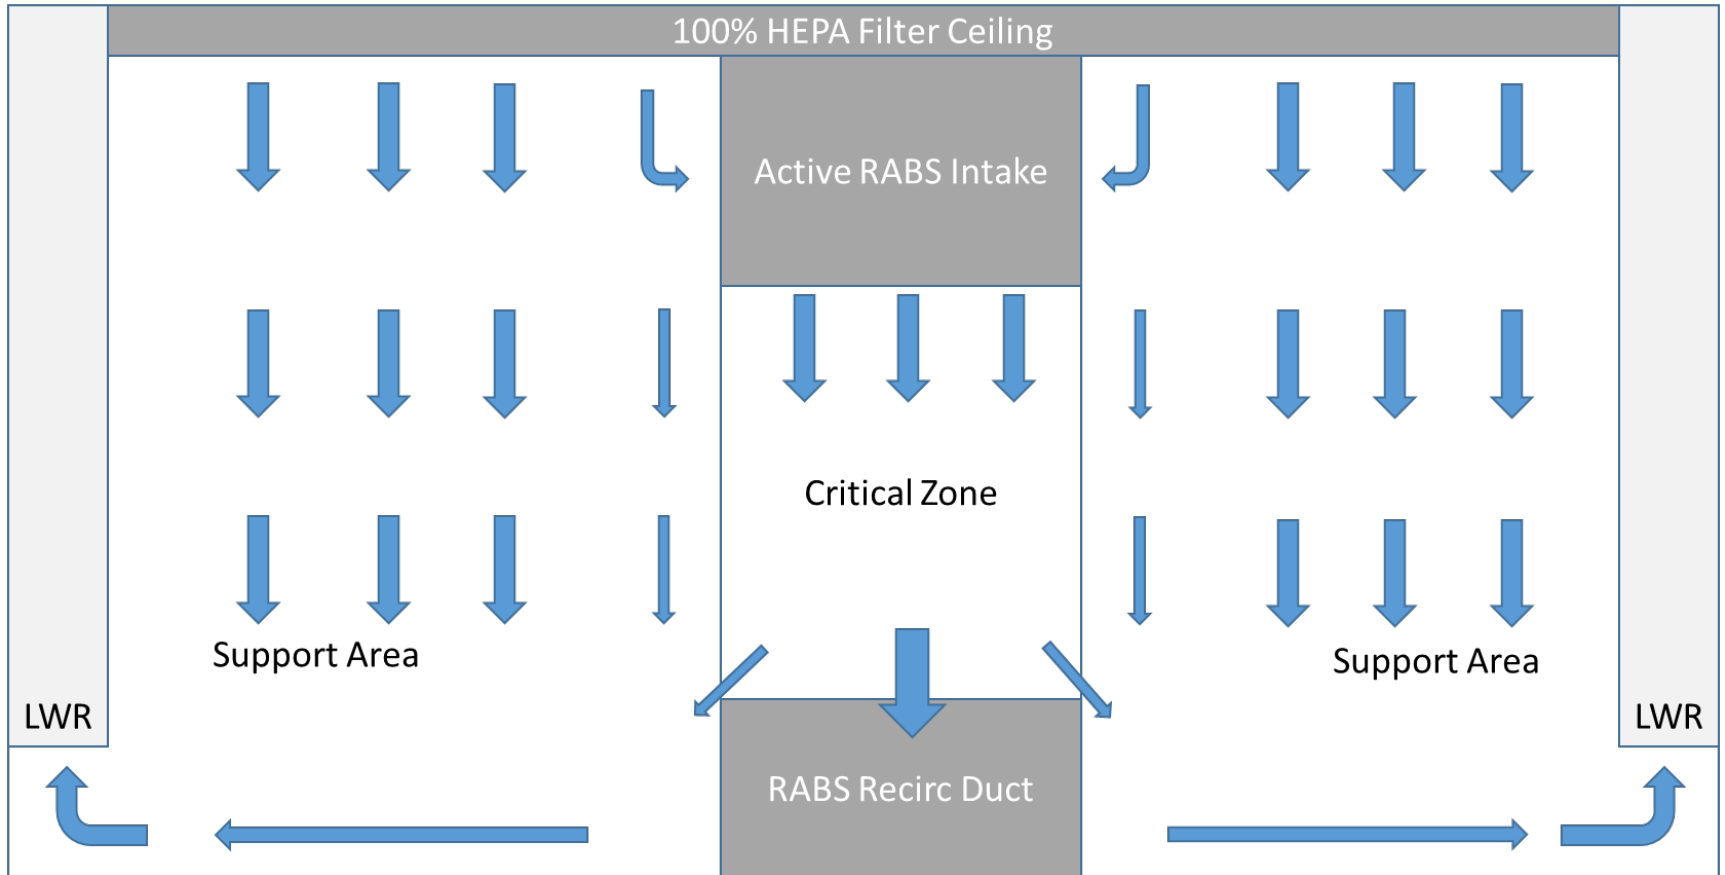 100% HEPA Filter Ceiling
Active RABS Intake
Critical Zone
Support Area
Support Area
LWR
LWR
RABS Recirc Duct